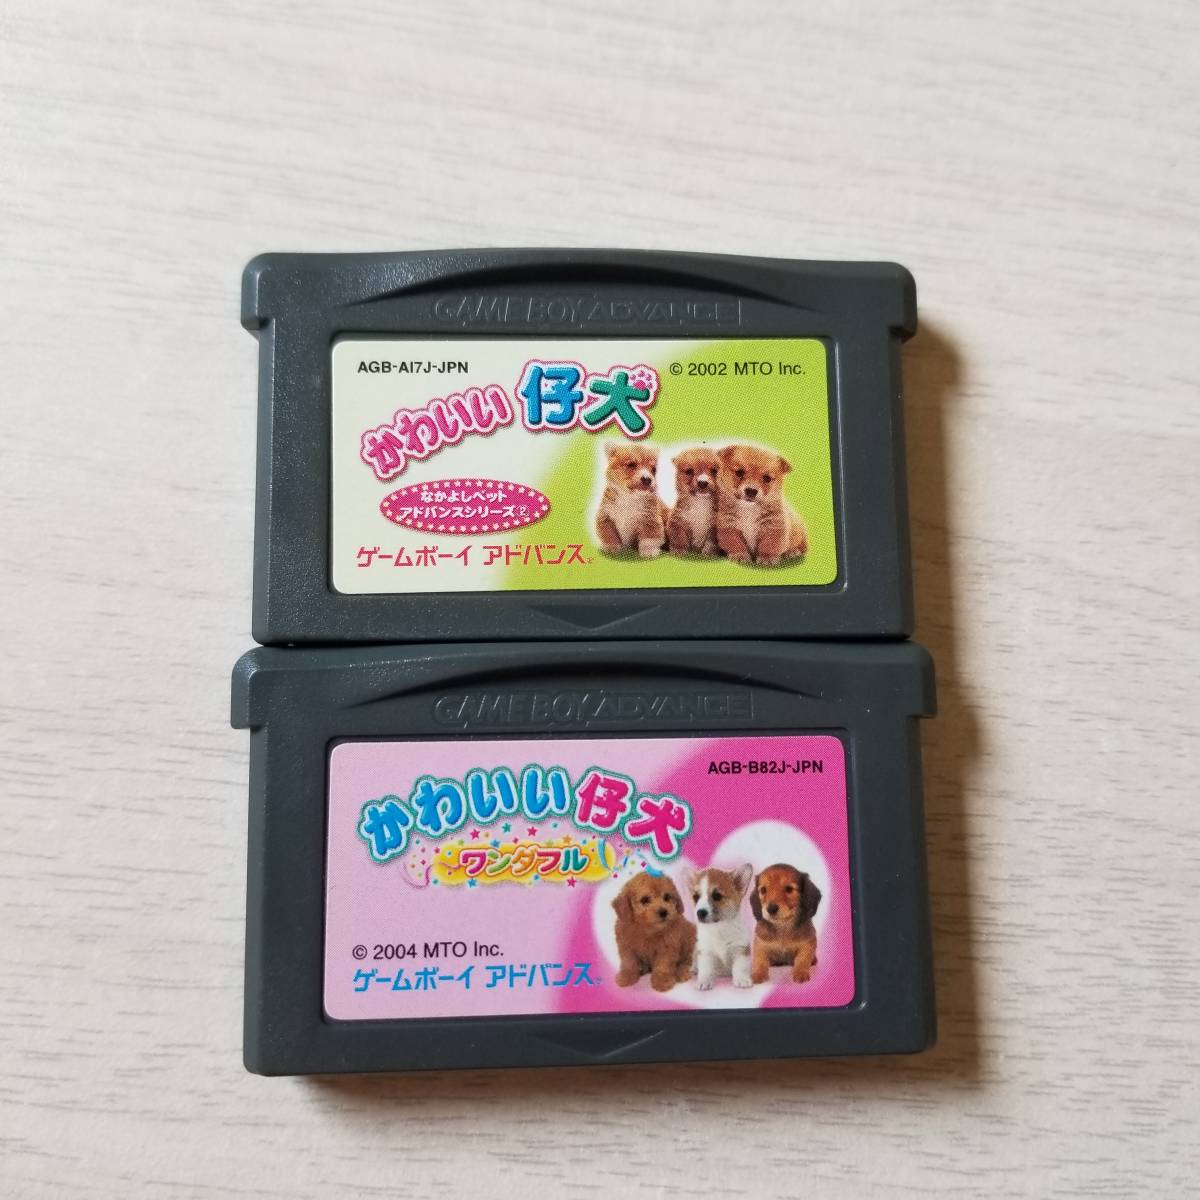 GAME BOY ADVANCE
AGB-AI7J-JPN
© 2002 MTO Inc.
かわいい仔犬
なかよしペット
アドバンスシリーズ②
ゲームボーイ アドバンス
GAME BOY ADVANCE
AGB-B82J-JPN
かわいい仔犬
ワンダフル
© 2004 MTO Inc.
ゲームボーイ アドバンス